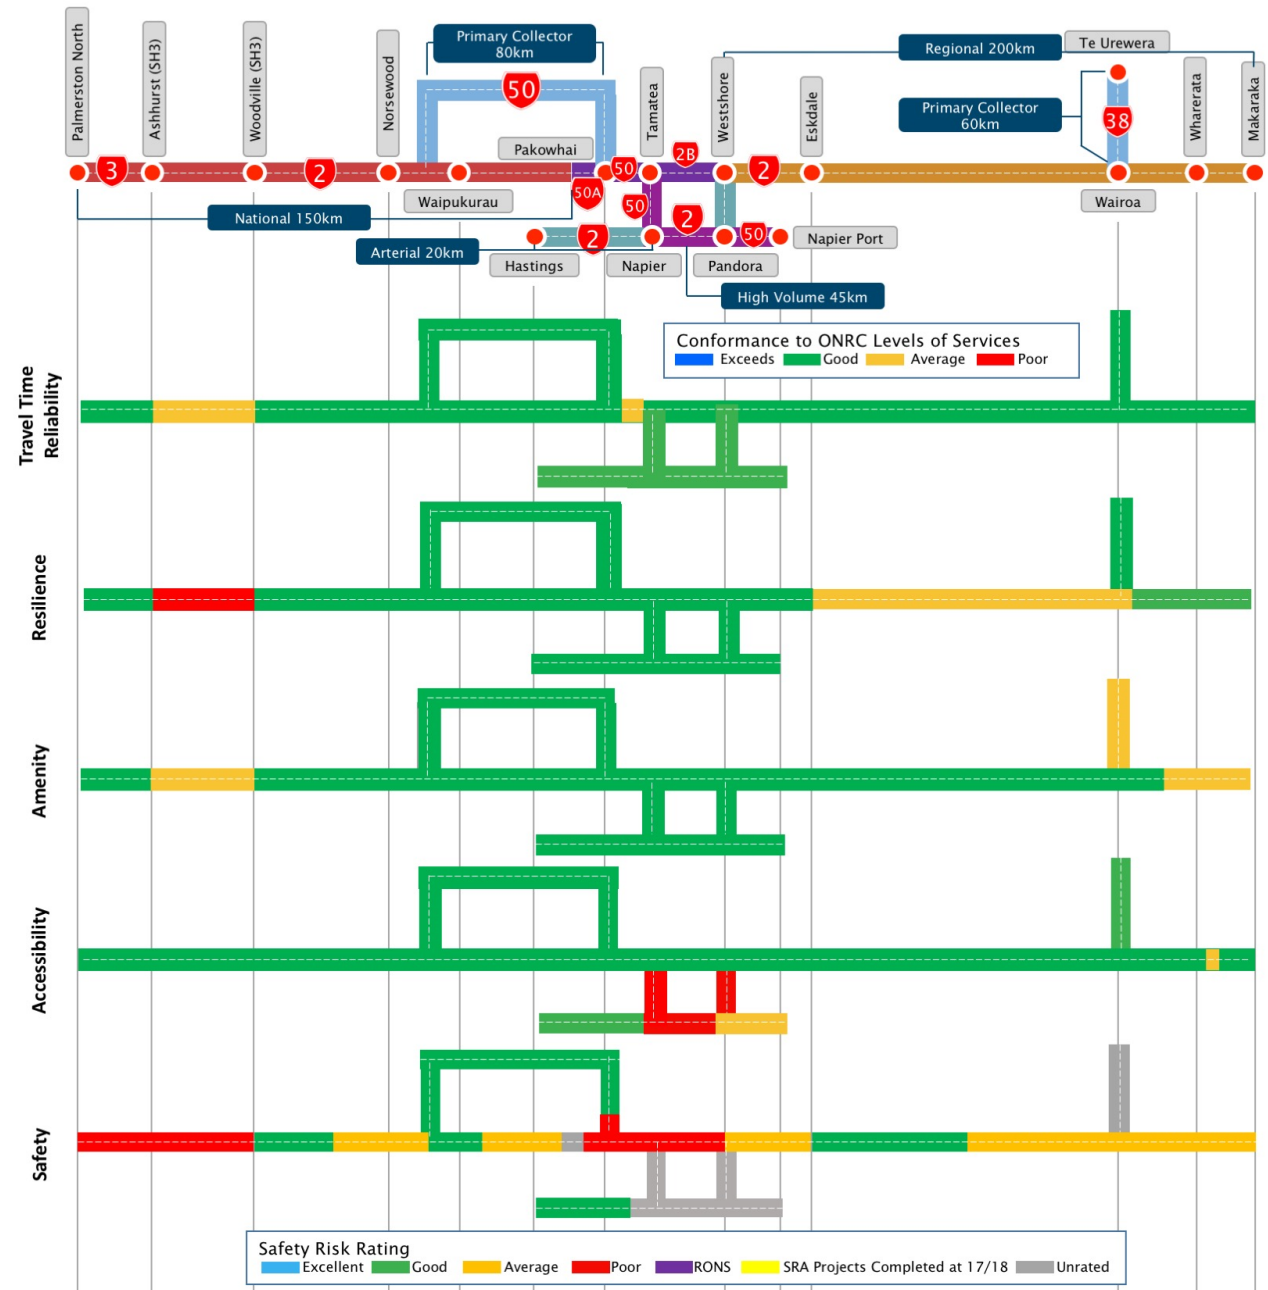 Palmerston North
Ashhurst (SH3)
Woodville (SH3)
Norsewood
Primary Collector
80km
50
Pakowhai
Tamatea
Westshore
Eskdale
Regional 200km
Te Urewera
Primary Collector
60km
38
Wharerata
Makaraka
3
2
50
2B
2
50A
50
2
Waipukurau
Wairoa
National 150km
Arterial 20km
2
50
Napier Port
Hastings
Napier
Pandora
High Volume 45km
Conformance to ONRC Levels of Services
Exceeds
Good
Average
Poor
Travel Time
Reliability
Resilience
Amenity
Accessibility
Safety
Safety Risk Rating
Excellent
Good
Average
Poor
RONS
SRA Projects Completed at 17/18
Unrated